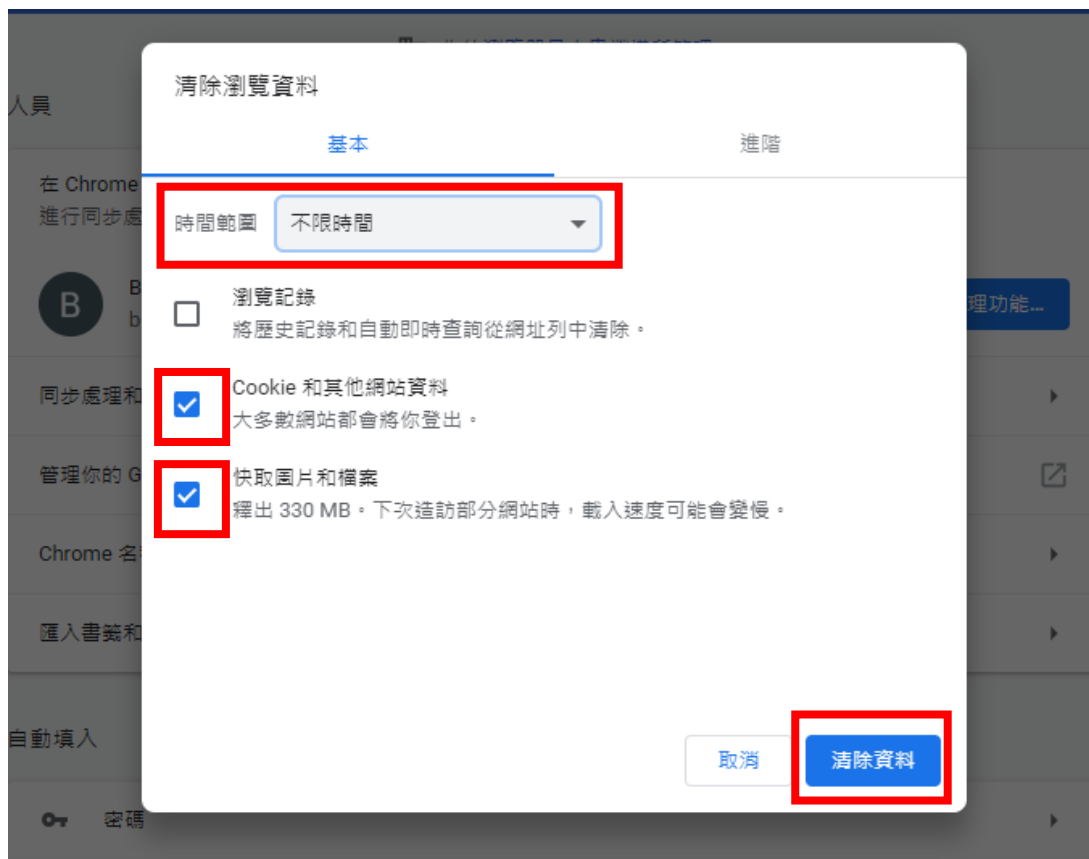 清除瀏覽資料
人員
基本
進階
在 Chrome
進行同步處
時間範圍
不限時間
B
B
b
瀏覽記錄
將歷史記錄和自動即時查詢從網址列中清除。
理功能...
同步處理和
Cookie 和其他網站資料
大多數網站都會將你登出。
管理你的 G
快取圖片和檔案
釋出 330 MB。下次造訪部分網站時，載入速度可能會變慢。
Chrome 名
匯入書籤和
自動填入
取消
清除資料
密碼